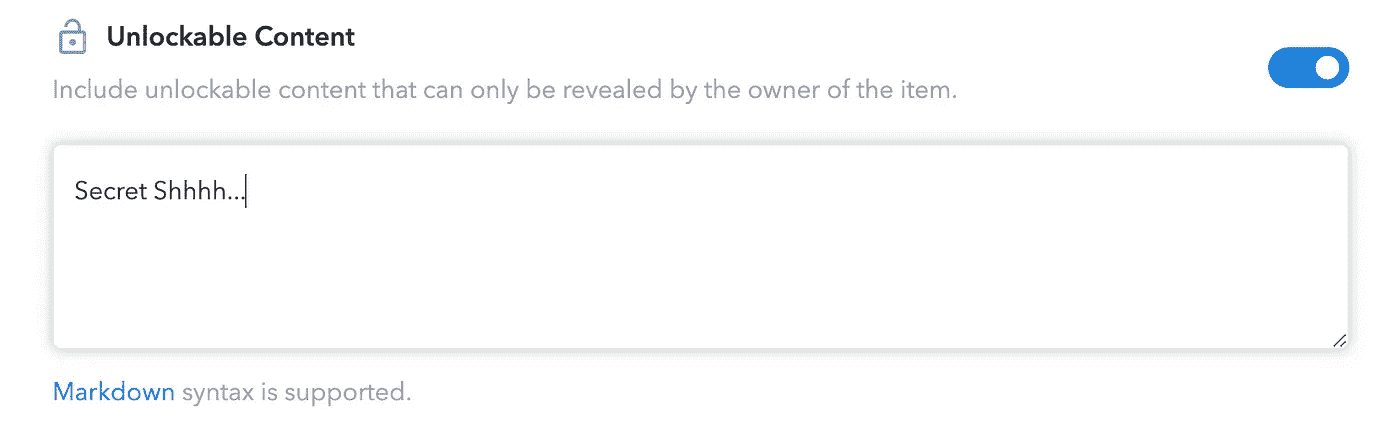 Unlockable Content
Include unlockable content that can only be revealed by the owner of the item.
Secret Shhhh...
Markdown syntax is supported.